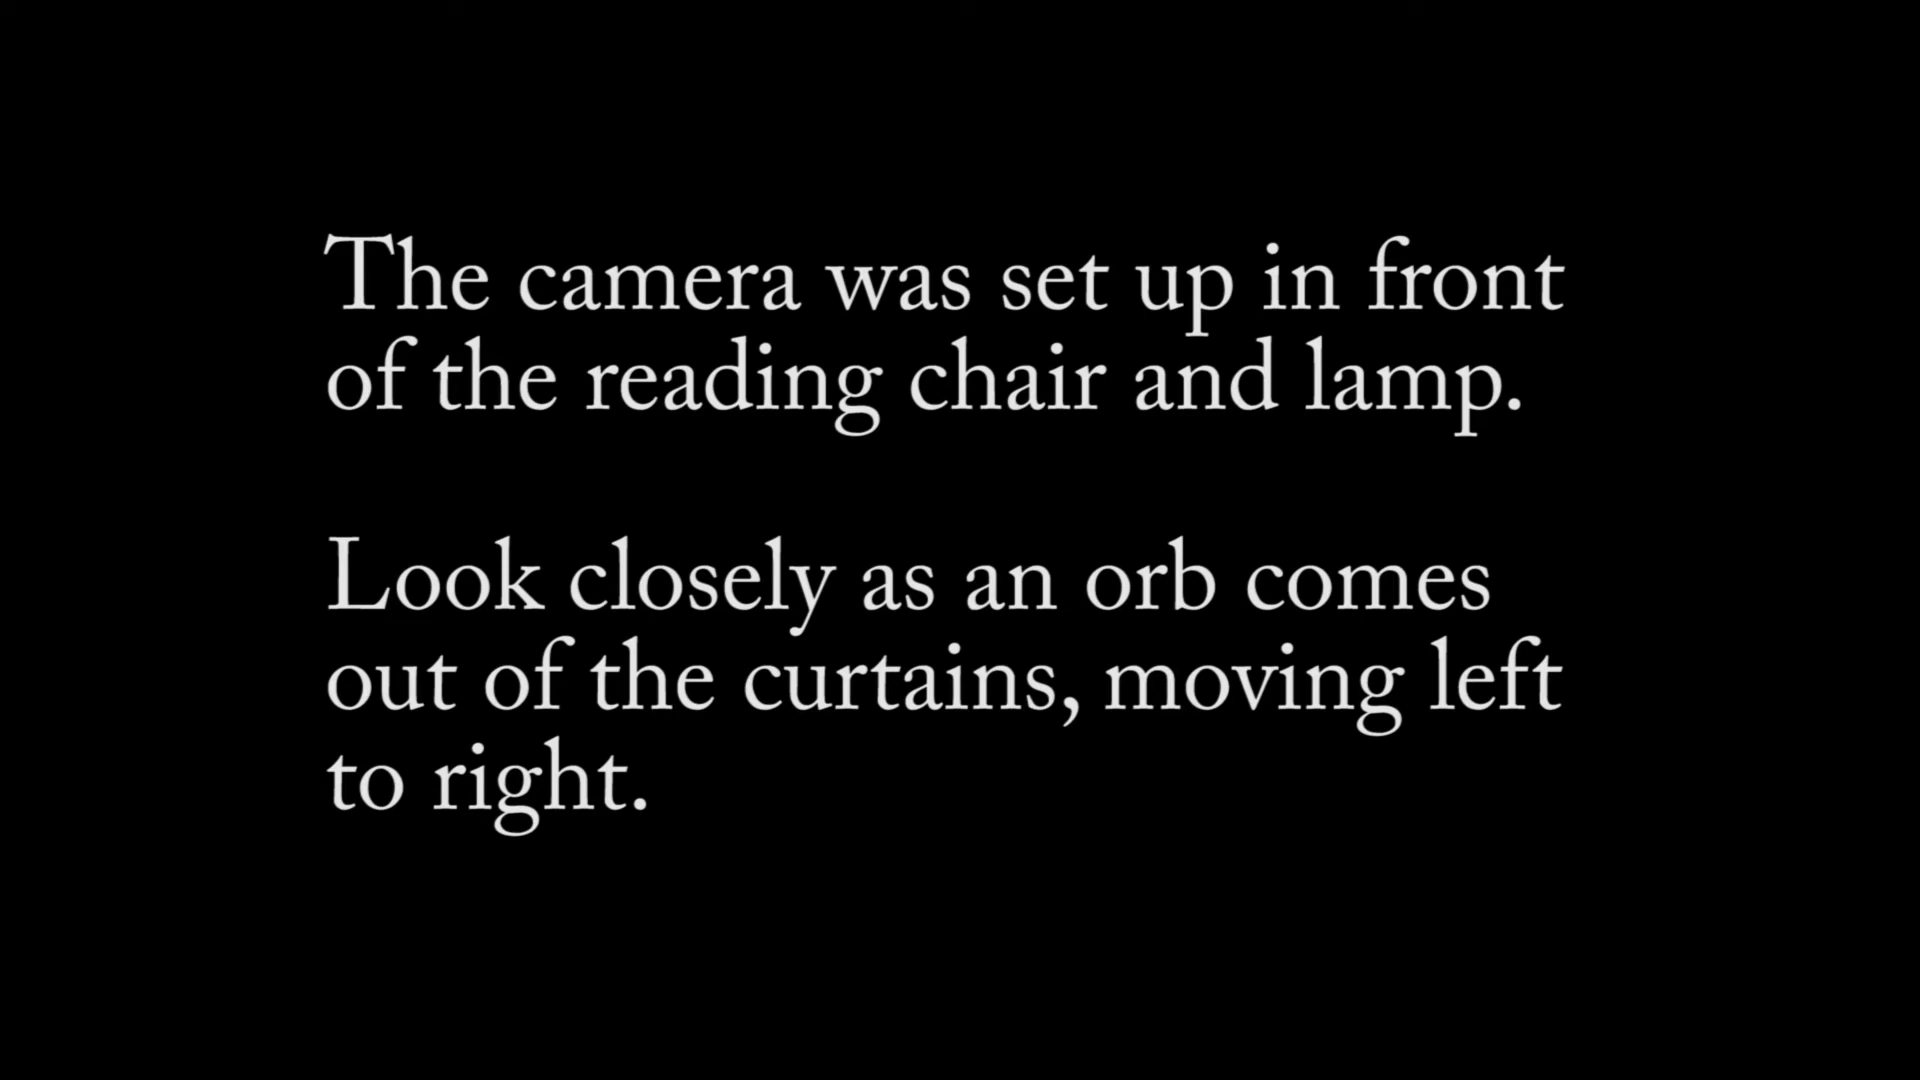 The camera was set up in front
of the reading chair and lamp.
Look closely as an orb comes
out of the curtains, moving left
to right.